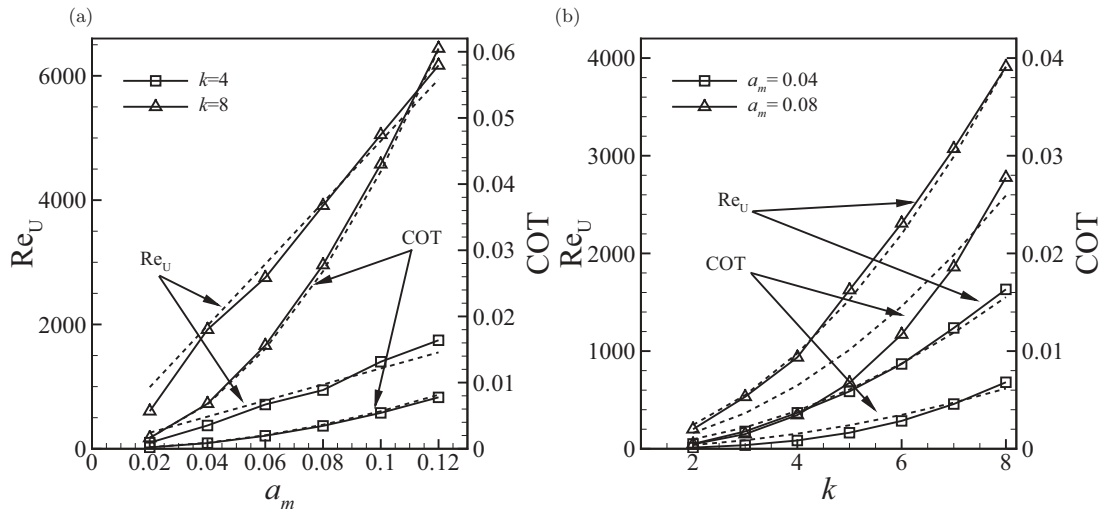 (a)
(b)
k=4
k=8
Re_U
COT
0
2000
4000
6000
Re_U
0
0.01
0.02
0.03
0.04
0.05
0.06
COT
0
0.02
0.04
0.06
0.08
0.1
0.12
a_m
a_m = 0.04
a_m = 0.08
Re_U
COT
0
1000
2000
3000
4000
Re_U
0
0.01
0.02
0.03
0.04
COT
2
4
6
8
k